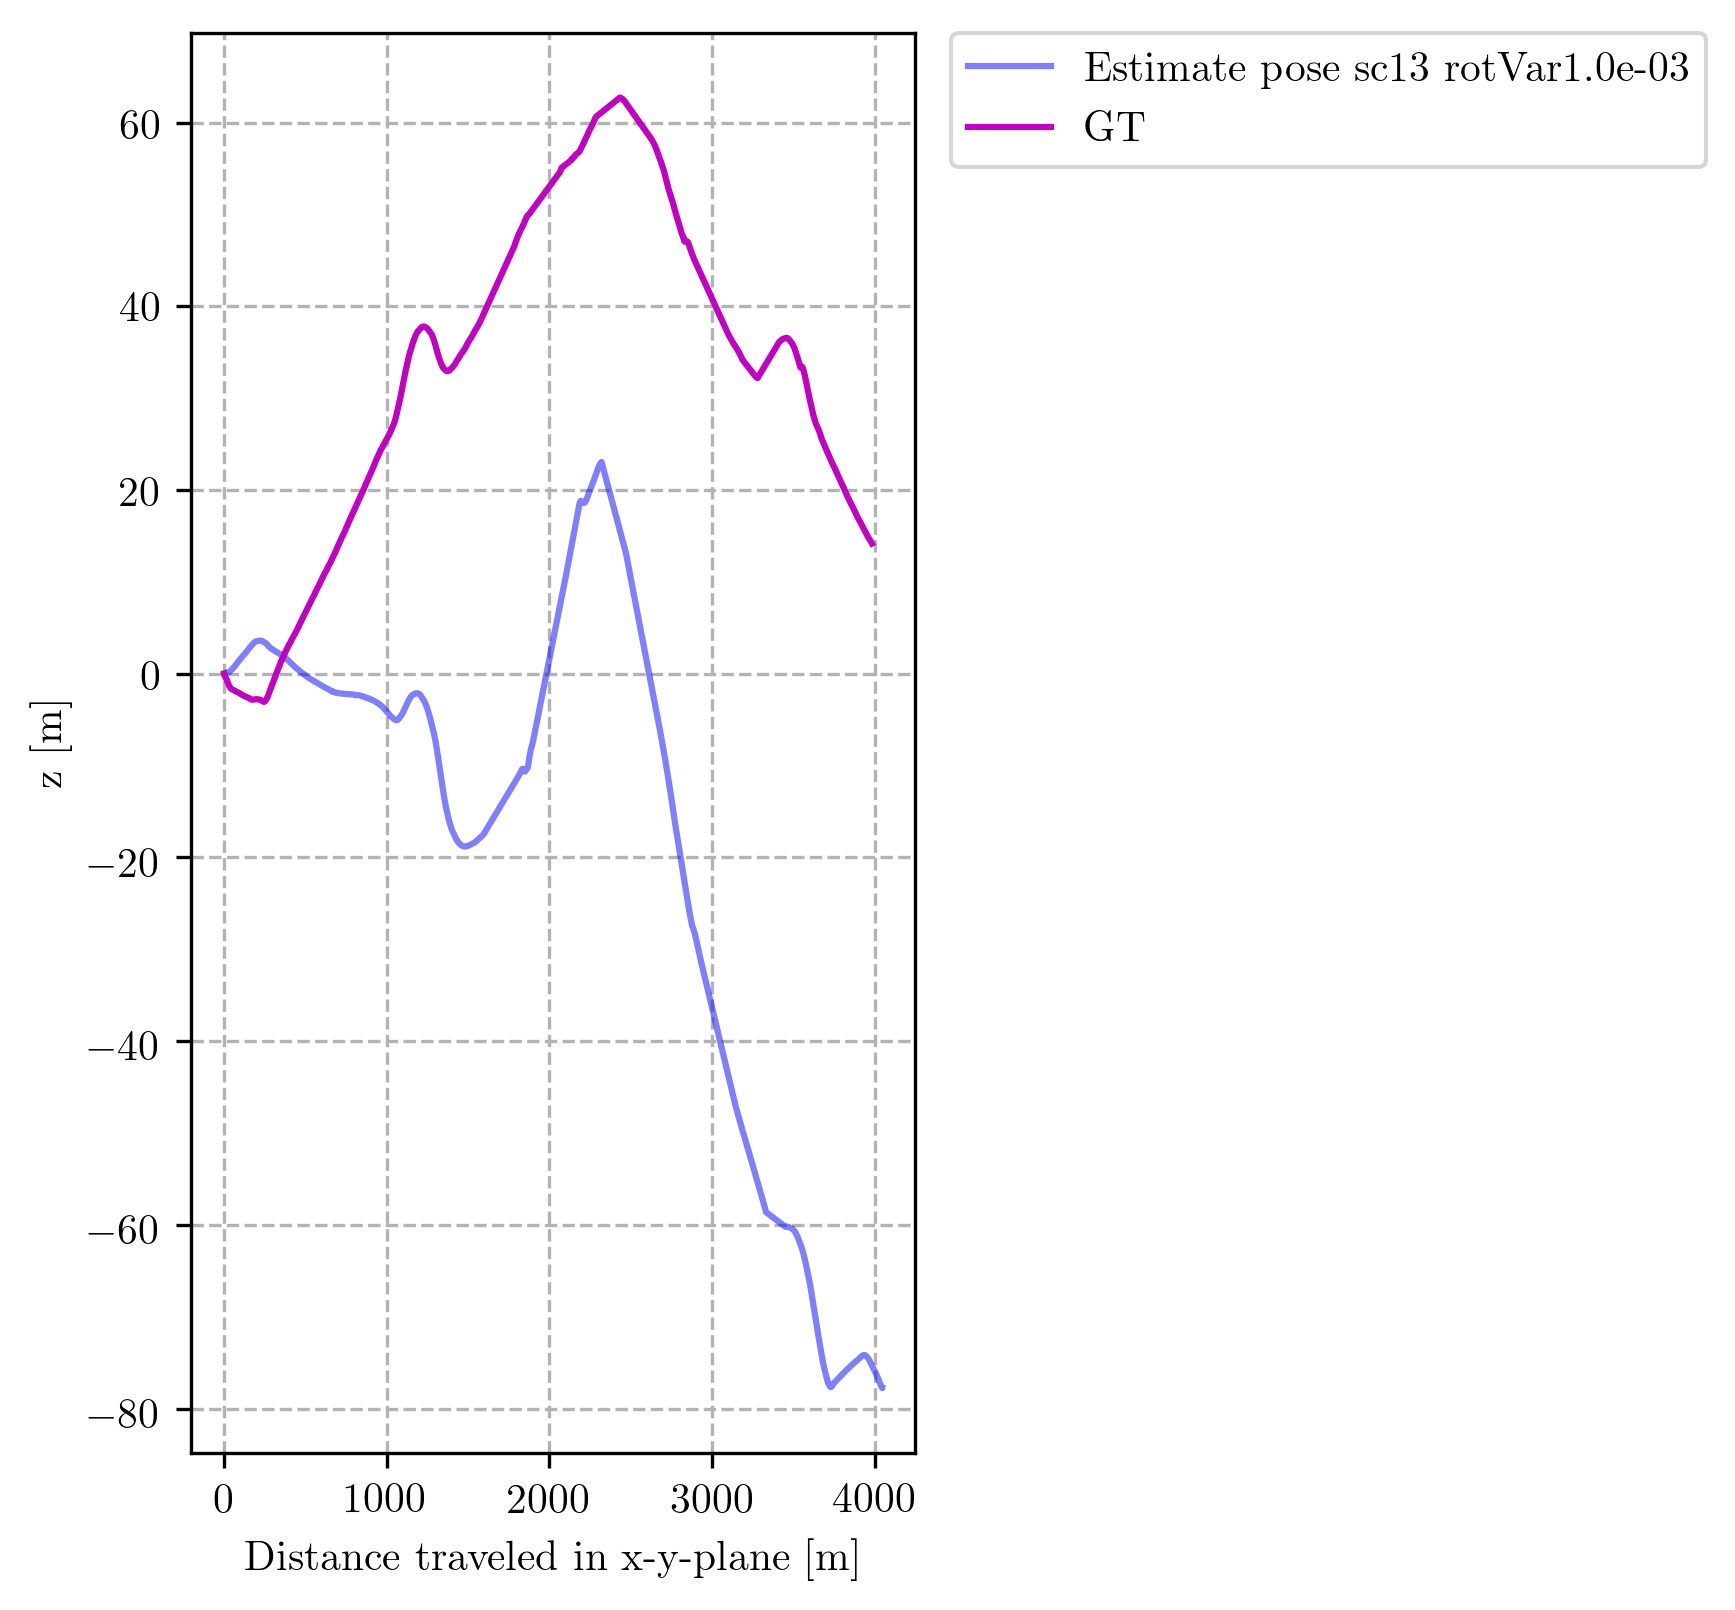 Estimate pose sc13 rotVar1.0e-03
GT
60
40
20
0
−20
−40
−60
−80
z [m]
0 1000 2000 3000 4000
Distance traveled in x-y-plane [m]